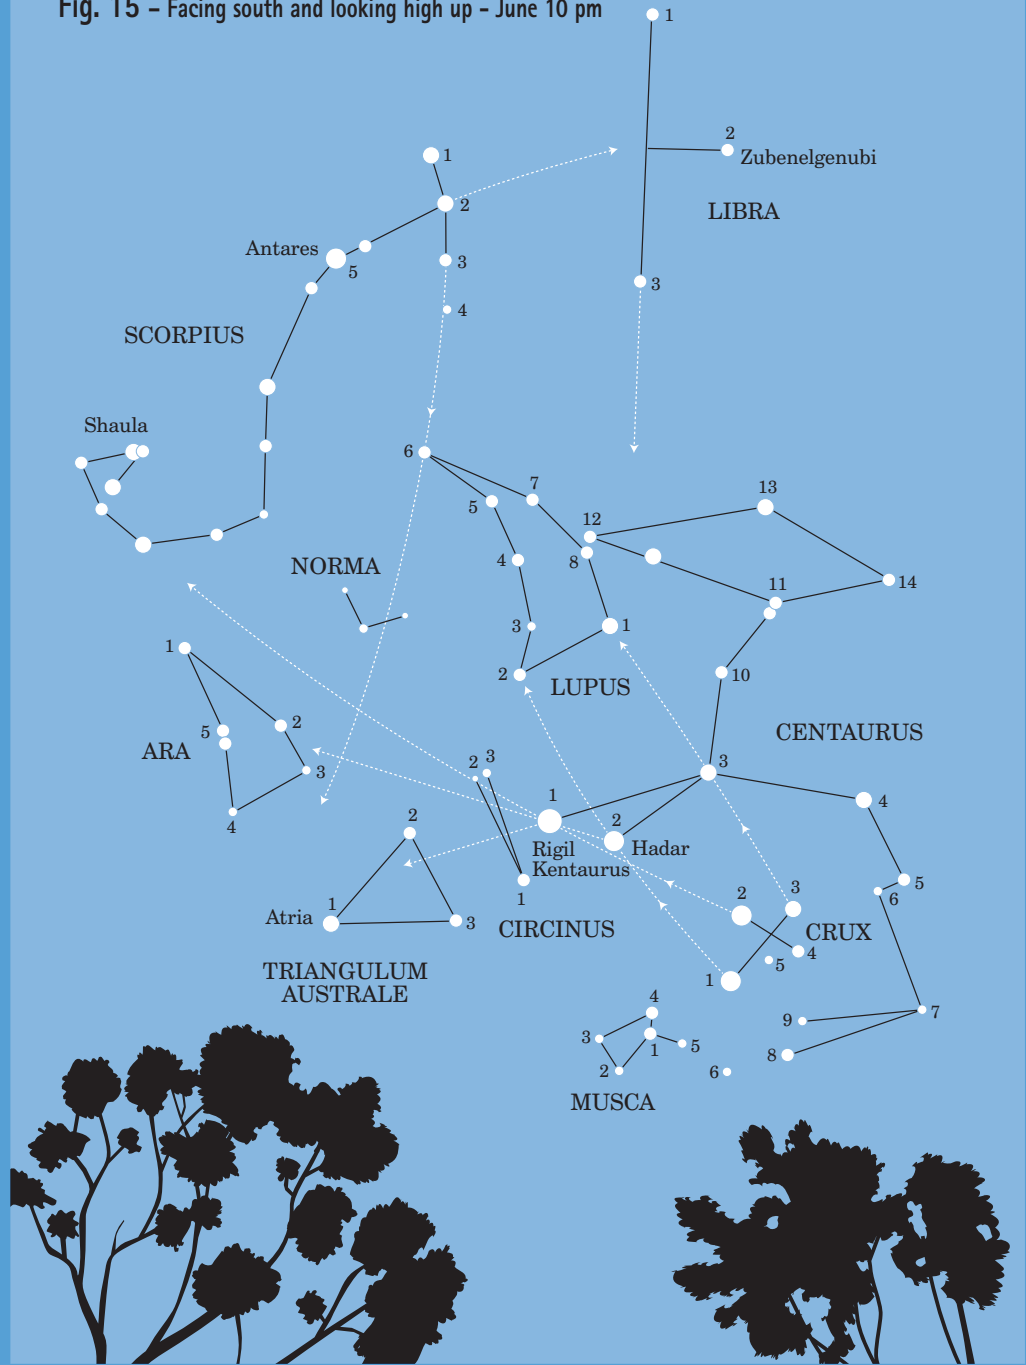 Fig. 15 – Facing south and looking high up – June 10 pm
1
2
Zubenelgenubi
LIBRA
3
1
2
Antares
5
3
4
SCORPIUS
Shaula
6
7
5
12
13
4
8
11
14
NORMA
3
1
2
LUPUS
10
CENTAURUS
1
5
2
ARA
3
4
2 3
3
1
2
4
Rigil
Kentaurus
Hadar
2
1
Atria
3
1
CIRCINUS
2
3
5
6
CRUX
4
5
1
TRIANGULUM
AUSTRALE
4
3
1
5
2
6
9
7
8
MUSCA